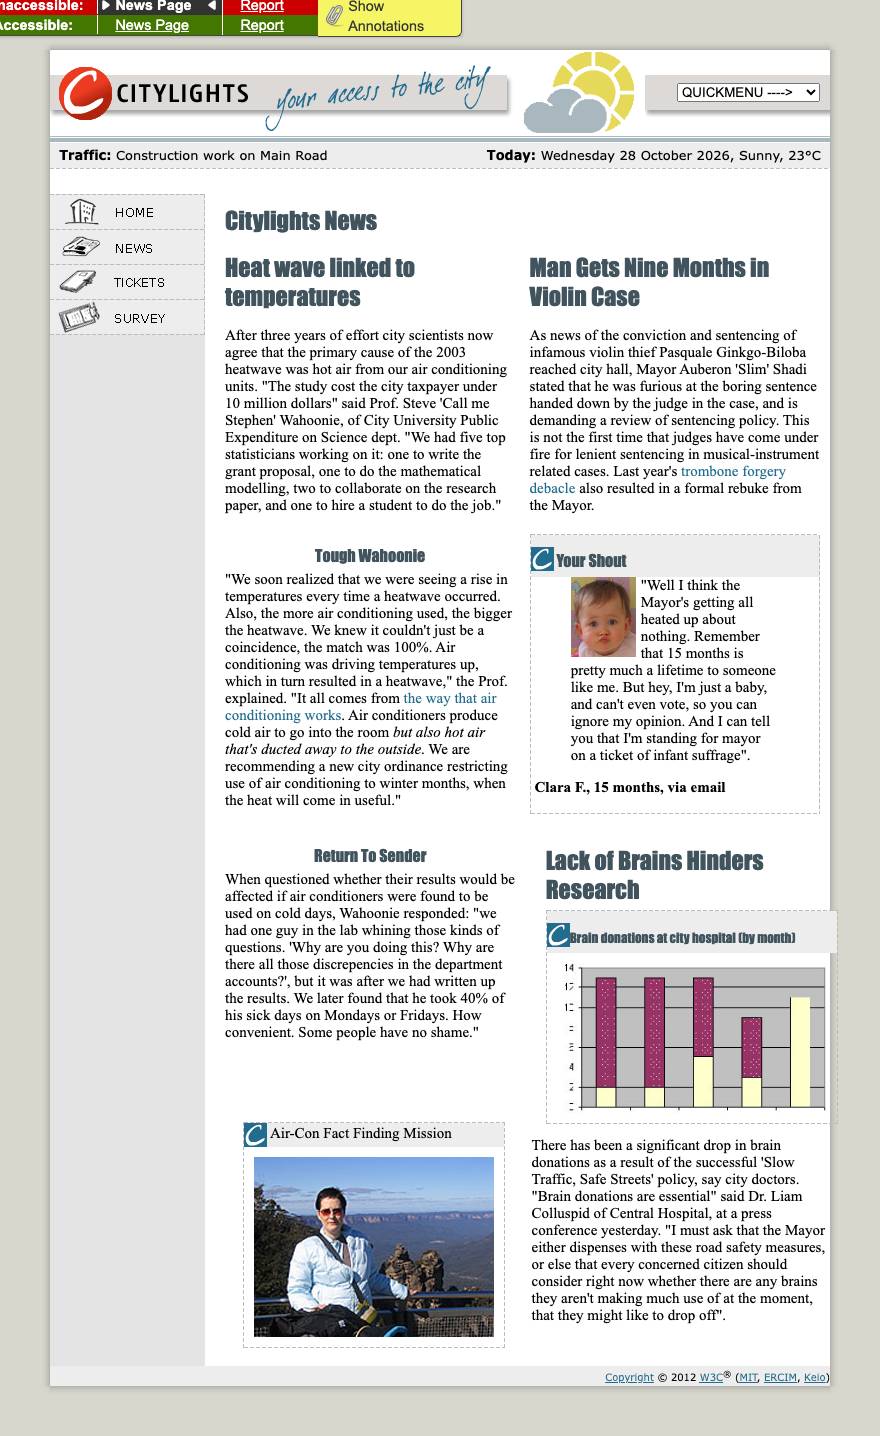 Inaccessible: News Page Report
Accessible: News Page Report
Show
Annotations
CITYLIGHTS your access to the city
QUICKMENU ---->
Traffic: Construction work on Main Road
Today: Wednesday 28 October 2026, Sunny, 23°C
HOME
NEWS
TICKETS
SURVEY
Citylights News
Heat wave linked to
temperatures
After three years of effort city scientists now
agree that the primary cause of the 2003
heatwave was hot air from our air conditioning
units. "The study cost the city taxpayer under
10 million dollars" said Prof. Steve 'Call me
Stephen' Wahoonie, of City University Public
Expenditure on Science dept. "We had five top
statisticians working on it: one to write the
grant proposal, one to do the mathematical
modelling, two to collaborate on the research
paper, and one to hire a student to do the job."
Tough Wahoonie
"We soon realized that we were seeing a rise in
temperatures every time a heatwave occurred.
Also, the more air conditioning used, the bigger
the heatwave. We knew it couldn't just be a
coincidence, the match was 100%. Air
conditioning was driving temperatures up,
which in turn resulted in a heatwave," the Prof.
explained. "It all comes from the way that air
conditioning works. Air conditioners produce
cold air to go into the room but also hot air
that's ducted away to the outside. We are
recommending a new city ordinance restricting
use of air conditioning to winter months, when
the heat will come in useful."
Return To Sender
When questioned whether their results would be
affected if air conditioners were found to be
used on cold days, Wahoonie responded: "we
had one guy in the lab whining those kinds of
questions. 'Why are you doing this? Why are
there all those discrepencies in the department
accounts?', but it was after we had written up
the results. We later found that he took 40% of
his sick days on Mondays or Fridays. How
convenient. Some people have no shame."
Air-Con Fact Finding Mission
Man Gets Nine Months in
Violin Case
As news of the conviction and sentencing of
infamous violin thief Pasquale Ginkgo-Biloba
reached city hall, Mayor Auberon 'Slim' Shadi
stated that he was furious at the boring sentence
handed down by the judge in the case, and is
demanding a review of sentencing policy. This
is not the first time that judges have come under
fire for lenient sentencing in musical-instrument
related cases. Last year's trombone forgery
debacle also resulted in a formal rebuke from
the Mayor.
Your Shout
"Well I think the
Mayor's getting all
heated up about
nothing. Remember
that 15 months is
pretty much a lifetime to someone
like me. But hey, I'm just a baby,
and can't even vote, so you can
ignore my opinion. And I can tell
you that I'm standing for mayor
on a ticket of infant suffrage".
Clara F., 15 months, via email
Lack of Brains Hinders
Research
Brain donations at city hospital (by month)
14
12
10
4
2
There has been a significant drop in brain
donations as a result of the successful 'Slow
Traffic, Safe Streets' policy, say city doctors.
"Brain donations are essential" said Dr. Liam
Colluspid of Central Hospital, at a press
conference yesterday. "I must ask that the Mayor
either dispenses with these road safety measures,
or else that every concerned citizen should
consider right now whether there are any brains
they aren't making much use of at the moment,
that they might like to drop off".
Copyright © 2012 W3C® (MIT, ERCIM, Keio)